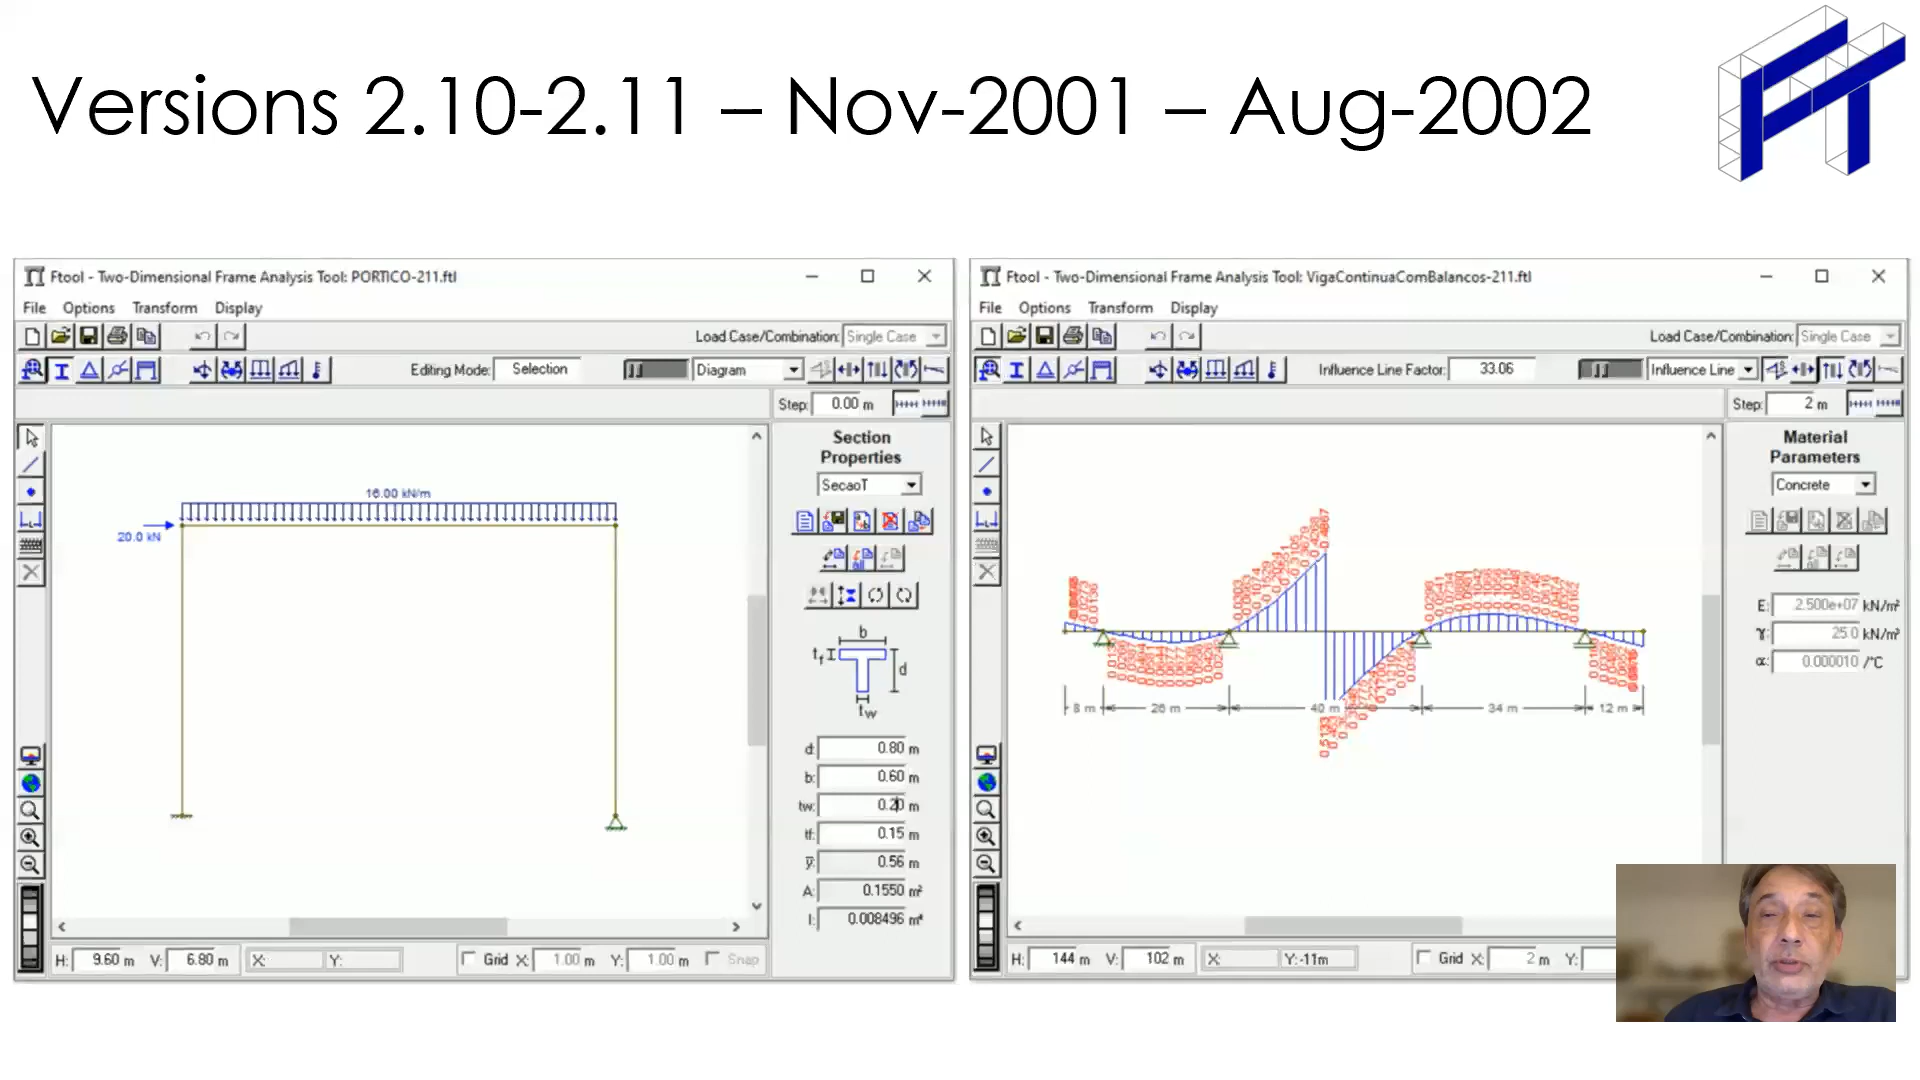 Versions 2.10-2.11 – Nov-2001 – Aug-2002
Ftool - Two-Dimensional Frame Analysis Tool: PORTICO-211.ftl
File Options Transform Display
Load Case/Combination: Single Case
Editing Mode: Selection Diagram
Step: 0.00 m
Section
Properties
SecaoT
16.00 kN/m
20.0 kN
b
tf d
tw
d: 0.80 m
b: 0.60 m
tw: 0.20 m
tf: 0.15 m
y: 0.56 m
A: 0.1550 m²
I: 0.008496 m⁴
H: 9.60 m V: 6.80 m X: Y: Grid X: 1.00 m Y: 1.00 m Snap
Ftool - Two-Dimensional Frame Analysis Tool: VigaContinuaComBalancos-211.ftl
File Options Transform Display
Load Case/Combination: Single Case
Influence Line Factor: 33.06 Influence Line
Step: 2 m
Material
Parameters
Concrete
E: 2.500e+07 kN/m²
γ: 25.0 kN/m³
α: 0.000010 /°C
0.4867
0.5133
8 m 26 m 40 m 34 m 12 m
H: 144 m V: 102 m X: Y: -11m Grid X: 2 m Y: